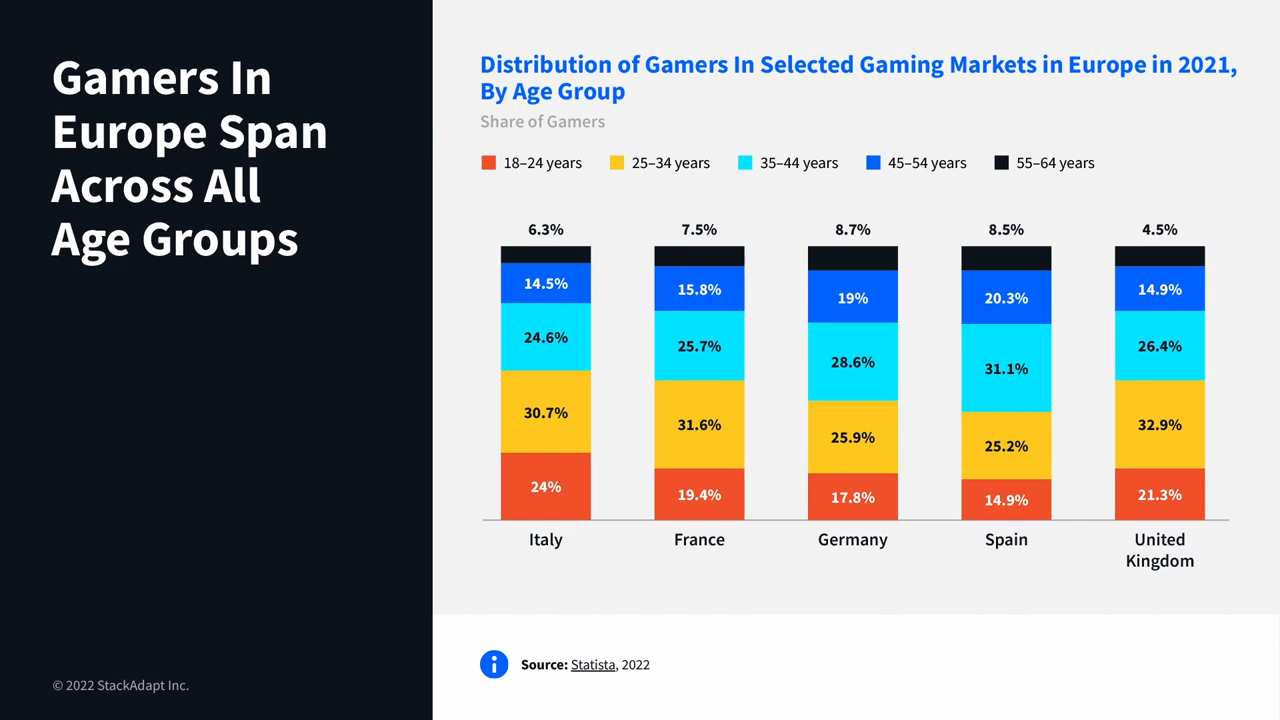 Gamers In
Europe Span
Across All
Age Groups
© 2022 StackAdapt Inc.
Distribution of Gamers In Selected Gaming Markets in Europe in 2021,
By Age Group
Share of Gamers
18–24 years 25–34 years 35–44 years 45–54 years 55–64 years
6.3% 7.5% 8.7% 8.5% 4.5%
14.5% 15.8% 19% 20.3% 14.9%
24.6% 25.7% 28.6% 31.1% 26.4%
30.7% 31.6% 25.9% 25.2% 32.9%
24% 19.4% 17.8% 14.9% 21.3%
Italy France Germany Spain United
Kingdom
Source: Statista, 2022